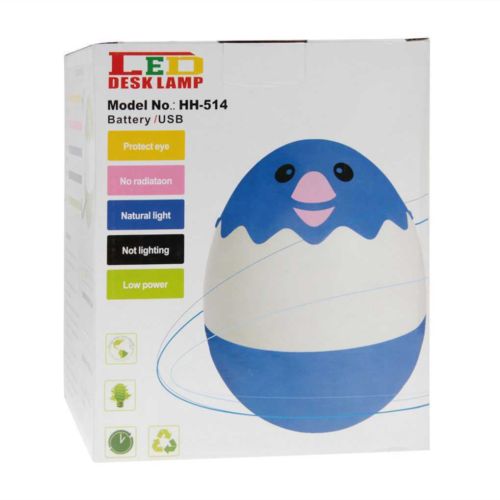 LED
DESK LAMP
Model No.: HH-514
Battery /USB
Protect eye
No radiataon
Natural light
Not lighting
Low power